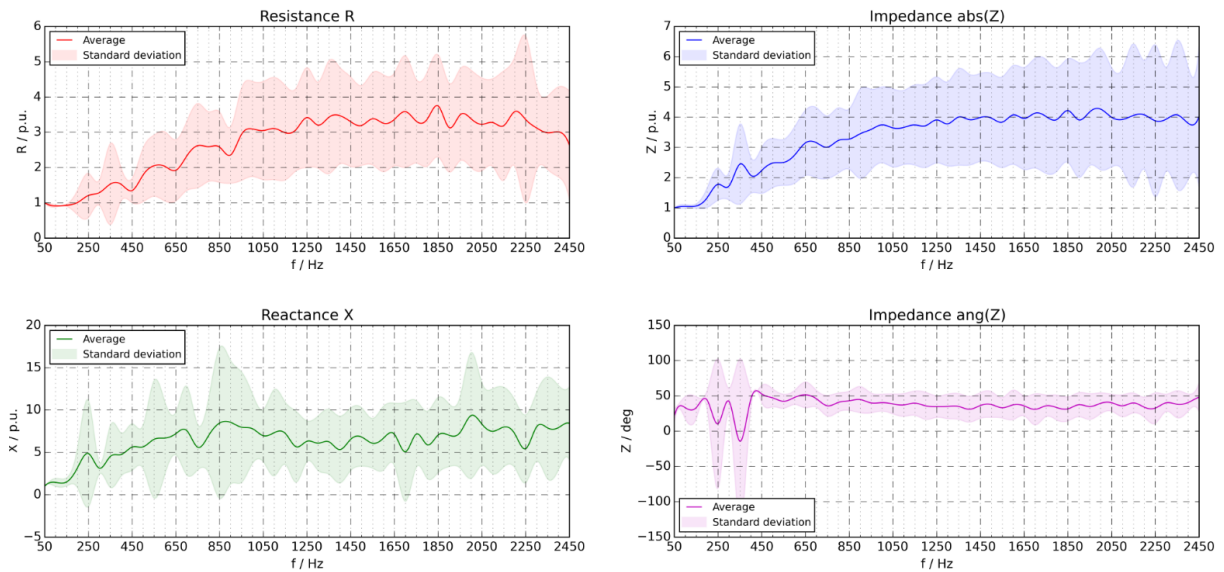 Resistance R
6
5
4
3
2
1
0
R / p.u.
Average
Standard deviation
50 250 450 650 850 1050 1250 1450 1650 1850 2050 2250 2450
f / Hz
Impedance abs(Z)
7
6
5
4
3
2
1
0
Z / p.u.
Average
Standard deviation
50 250 450 650 850 1050 1250 1450 1650 1850 2050 2250 2450
f / Hz
Reactance X
20
15
10
5
0
−5
X / p.u.
Average
Standard deviation
50 250 450 650 850 1050 1250 1450 1650 1850 2050 2250 2450
f / Hz
Impedance ang(Z)
150
100
50
0
−50
−100
−150
Z / deg
Average
Standard deviation
50 250 450 650 850 1050 1250 1450 1650 1850 2050 2250 2450
f / Hz